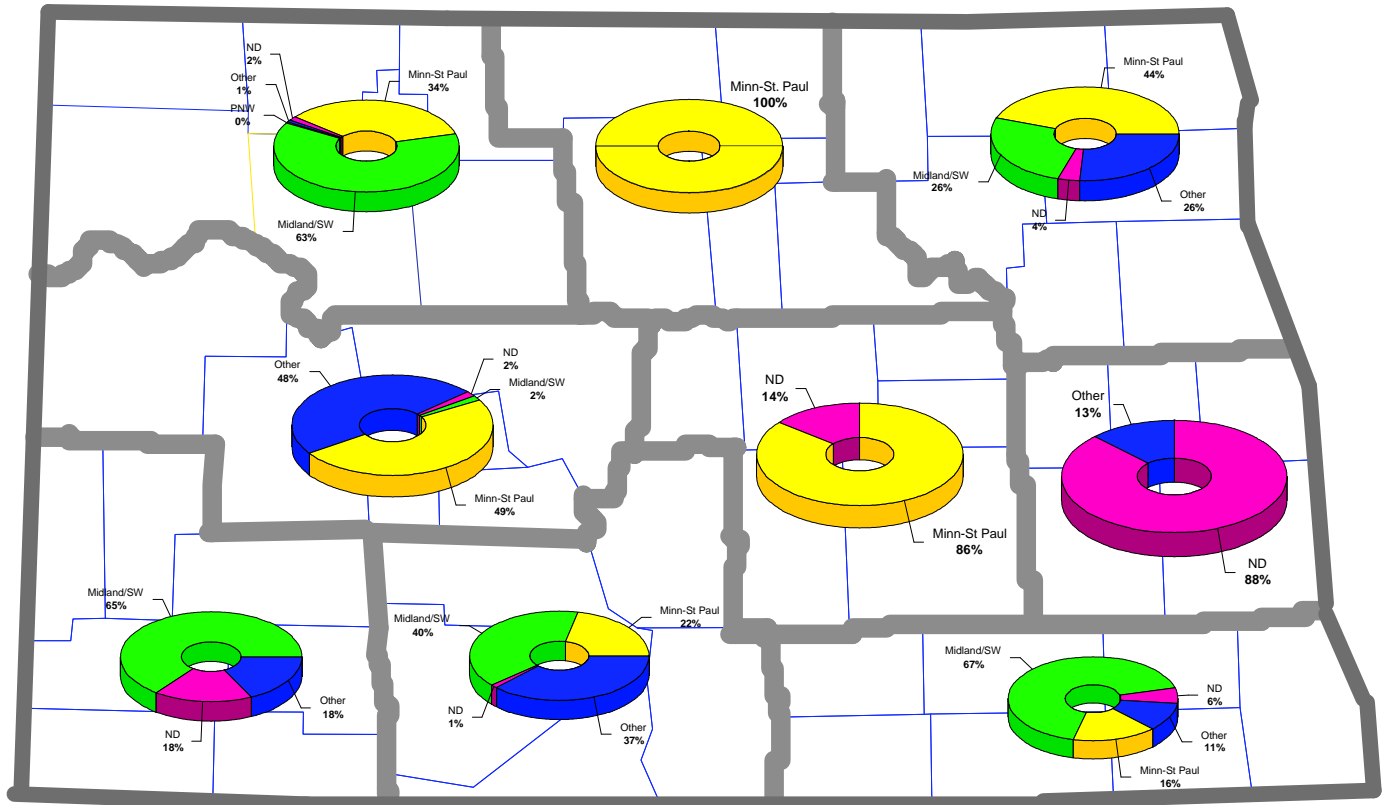 ND
2%
Other
1%
PNW
0%
Minn-St Paul
34%
Midland/SW
63%
Minn-St. Paul
100%
Minn-St Paul
44%
Midland/SW
26%
ND
4%
Other
26%
Other
48%
ND
2%
Midland/SW
2%
Minn-St Paul
49%
ND
14%
Minn-St Paul
86%
Other
13%
ND
88%
Midland/SW
65%
ND
18%
Other
18%
Midland/SW
40%
Minn-St Paul
22%
ND
1%
Other
37%
Midland/SW
67%
ND
6%
Other
11%
Minn-St Paul
16%